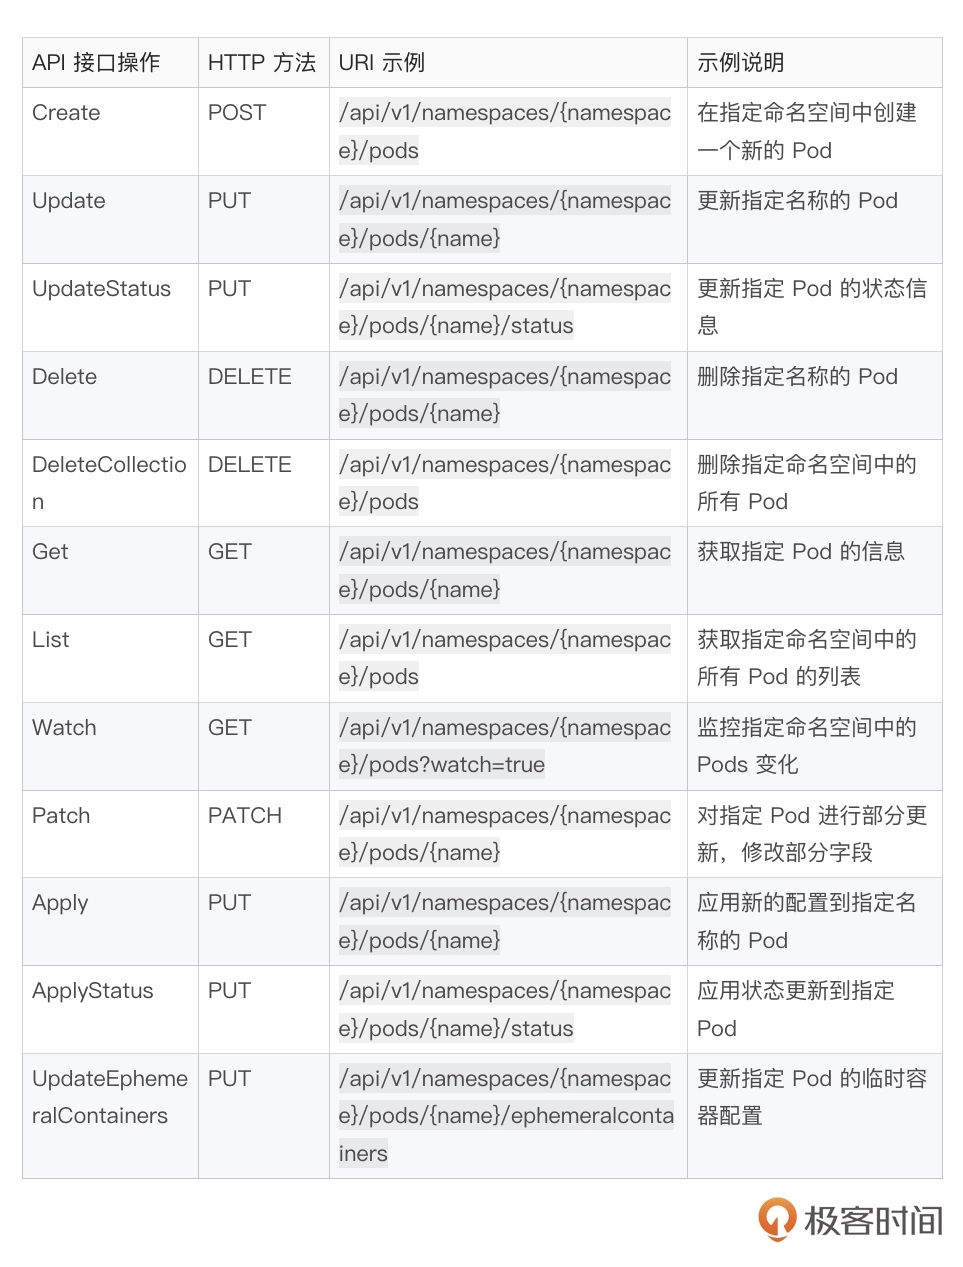 API 接口操作 HTTP 方法 URI 示例 示例说明
Create POST /api/v1/namespaces/{namespac 在指定命名空间中创建
e}/pods 一个新的 Pod
Update PUT /api/v1/namespaces/{namespac 更新指定名称的 Pod
e}/pods/{name}
UpdateStatus PUT /api/v1/namespaces/{namespac 更新指定 Pod 的状态信
e}/pods/{name}/status 息
Delete DELETE /api/v1/namespaces/{namespac 删除指定名称的 Pod
e}/pods/{name}
DeleteCollectio DELETE /api/v1/namespaces/{namespac 删除指定命名空间中的
n e}/pods 所有 Pod
Get GET /api/v1/namespaces/{namespac 获取指定 Pod 的信息
e}/pods/{name}
List GET /api/v1/namespaces/{namespac 获取指定命名空间中的
e}/pods 所有 Pod 的列表
Watch GET /api/v1/namespaces/{namespac 监控指定命名空间中的
e}/pods?watch=true Pods 变化
Patch PATCH /api/v1/namespaces/{namespac 对指定 Pod 进行部分更
e}/pods/{name} 新，修改部分字段
Apply PUT /api/v1/namespaces/{namespac 应用新的配置到指定名
e}/pods/{name} 称的 Pod
ApplyStatus PUT /api/v1/namespaces/{namespac 应用状态更新到指定
e}/pods/{name}/status Pod
UpdateEpheme PUT /api/v1/namespaces/{namespac 更新指定 Pod 的临时容
ralContainers e}/pods/{name}/ephemeralconta 器配置
iners
极客时间